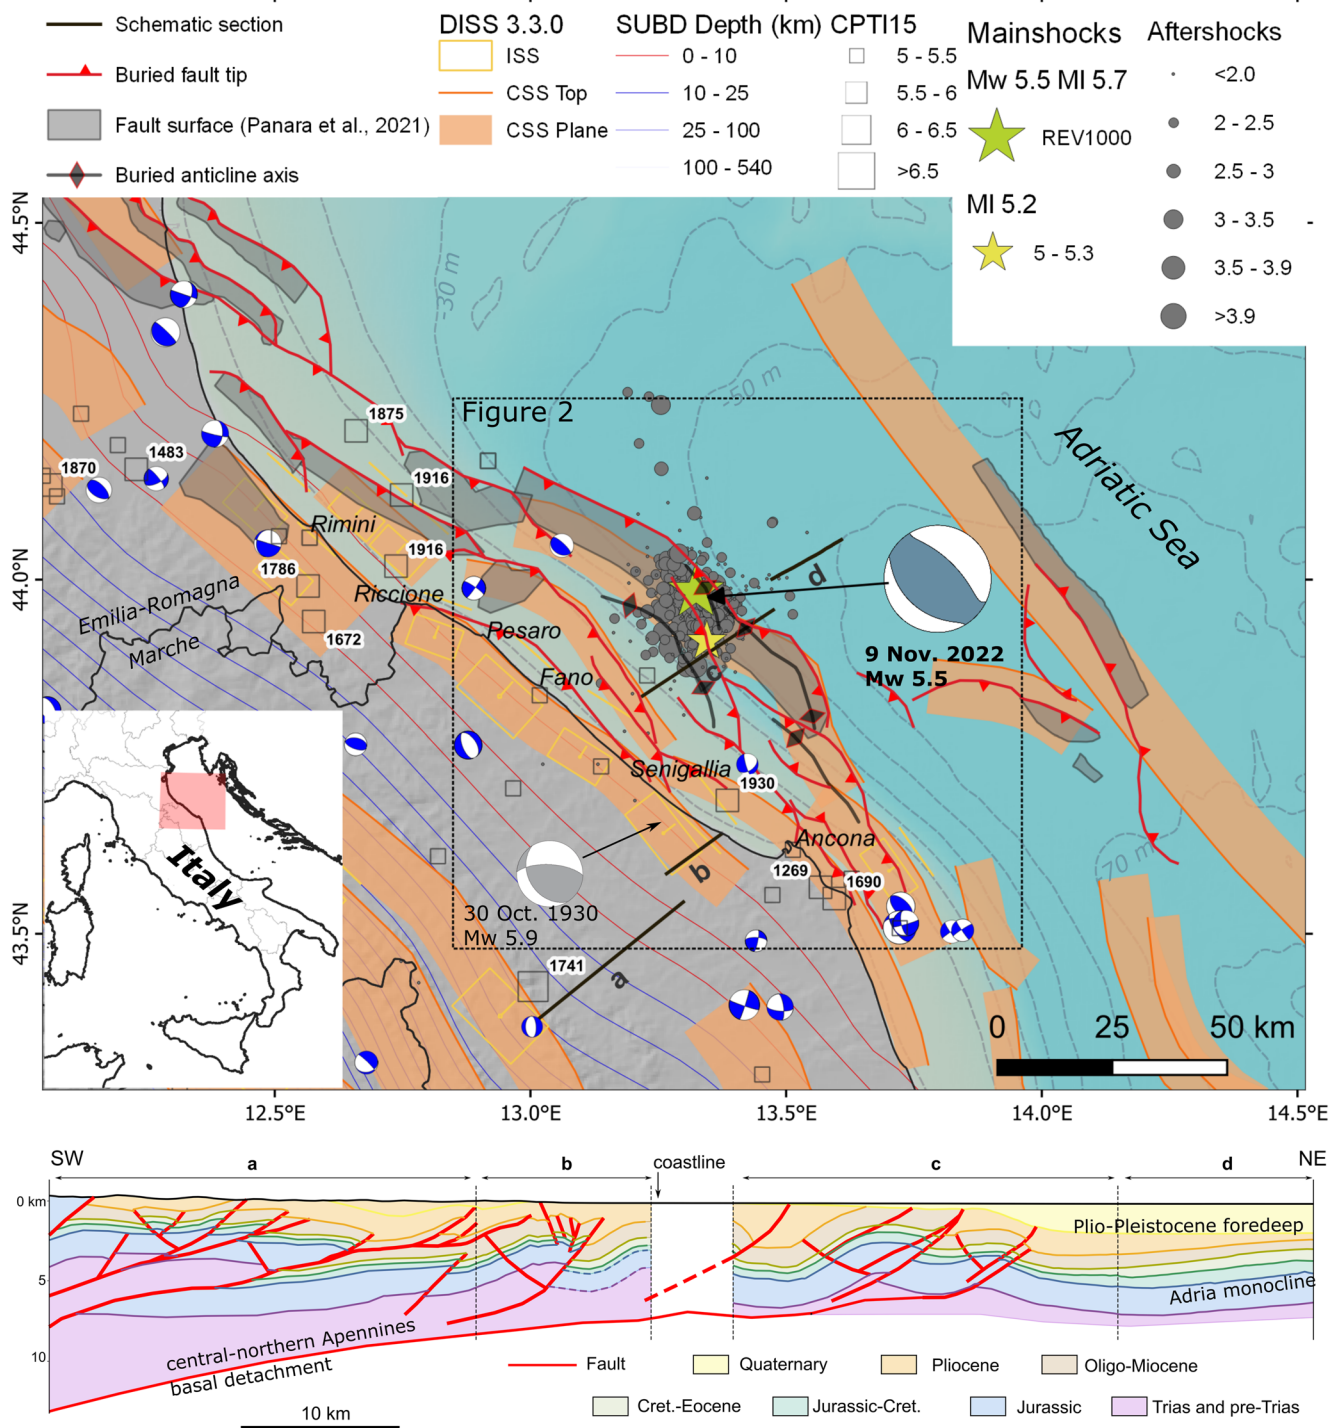 Schematic section
Buried fault tip
Fault surface (Panara et al., 2021)
Buried anticline axis
DISS 3.3.0
ISS
CSS Top
CSS Plane
SUBD Depth (km)
0 - 10
10 - 25
25 - 100
100 - 540
CPTI15
5 - 5.5
5.5 - 6
6 - 6.5
>6.5
Mainshocks
Mw 5.5 Ml 5.7
REV1000
Ml 5.2
5 - 5.3
Aftershocks
<2.0
2 - 2.5
2.5 - 3
3 - 3.5
3.5 - 3.9
>3.9
44.5°N
44.0°N
43.5°N
-30 m
-50 m
-70 m
Figure 2
Adriatic Sea
1875
1483
1870
1916
Rimini
1916
1786
Riccione
Emilia-Romagna
Marche
1672
Pesaro
Fano
d
c
9 Nov. 2022
Mw 5.5
Senigallia
1930
Ancona
1269
1690
b
30 Oct. 1930
Mw 5.9
1741
a
Italy
0 25 50 km
12.5°E 13.0°E 13.5°E 14.0°E 14.5°E
SW a b coastline c d NE
0 km
5
10
Plio-Pleistocene foredeep
Adria monocline
central-northern Apennines
basal detachment
10 km
Fault
Quaternary
Pliocene
Oligo-Miocene
Cret.-Eocene
Jurassic-Cret.
Jurassic
Trias and pre-Trias